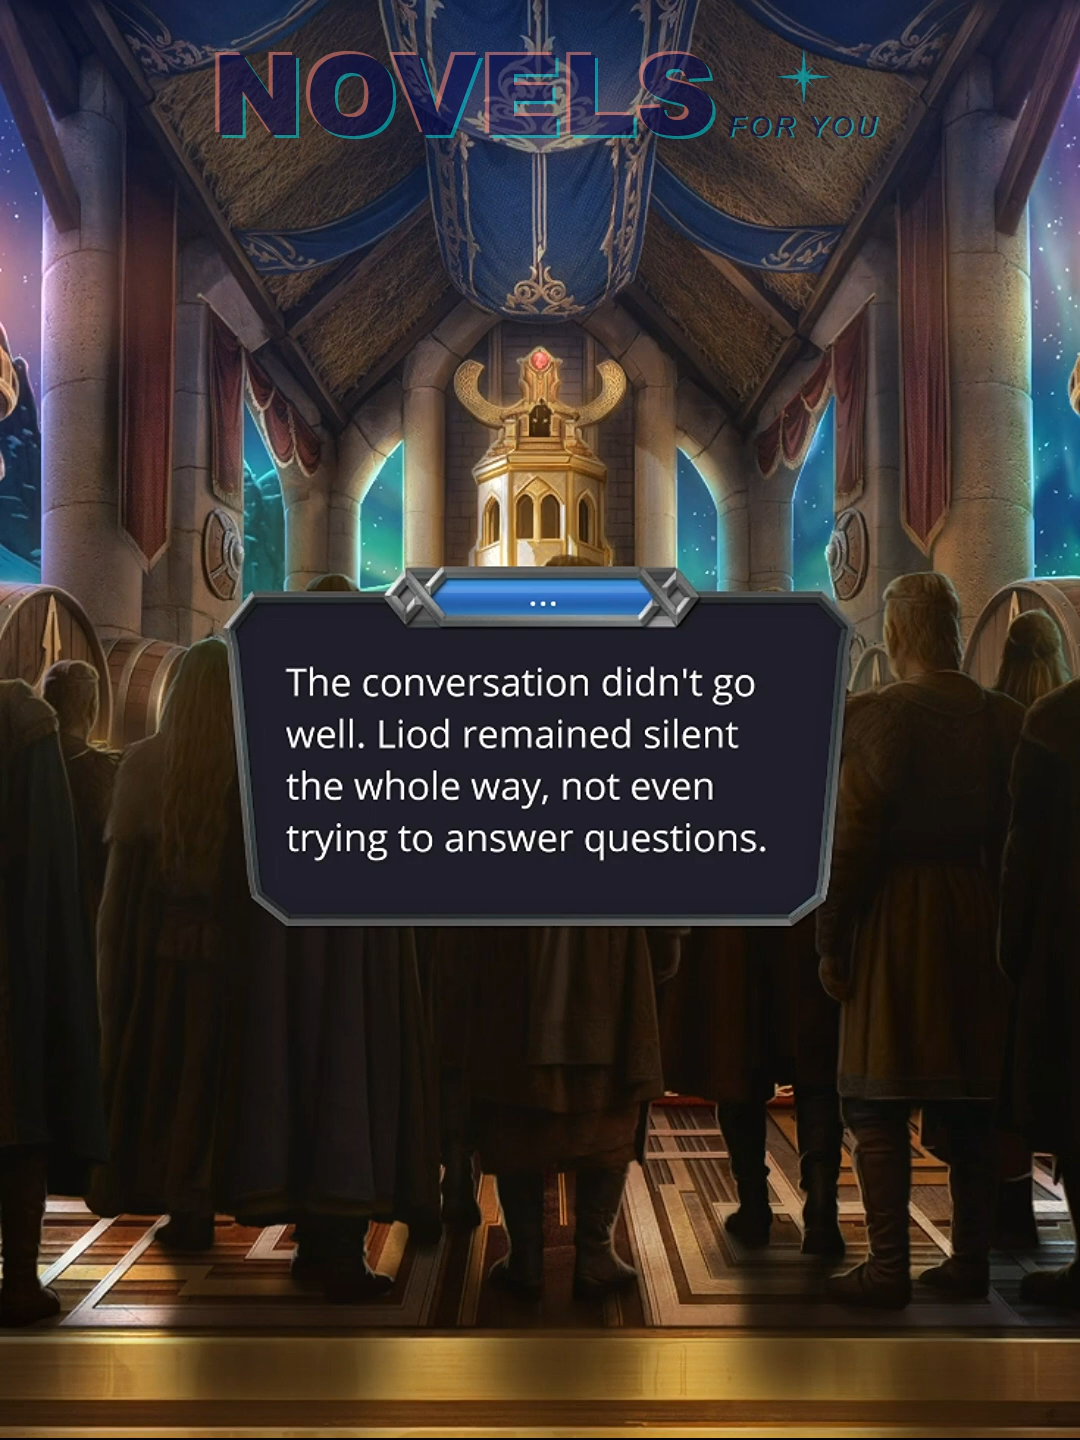 NOVELS
FOR YOU
...
The conversation didn't go
well. Liod remained silent
the whole way, not even
trying to answer questions.